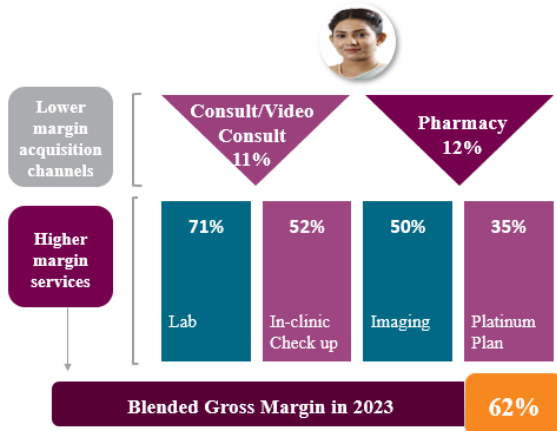 Lower
margin
acquisition
channels
Consult/Video
Consult
11%
Pharmacy
12%
Higher
margin
services
71%
52%
50%
35%
Lab
In-clinic
Check up
Imaging
Platinum
Plan
Blended Gross Margin in 2023
62%